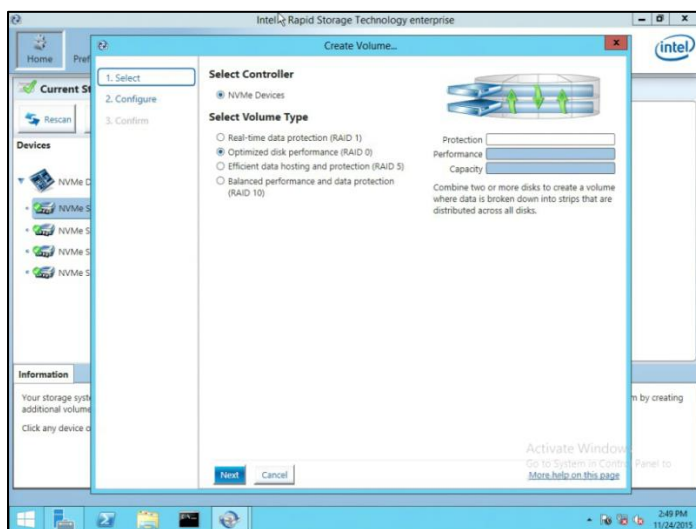 Intel® Rapid Storage Technology enterprise
Home
Pref
intel
Current St
Rescan
Devices
NVMe D
NVMe S
NVMe S
NVMe S
NVMe S
Information
Your storage syste
additional volume
Click any device o
m by creating
Create Volume...
1. Select
2. Configure
3. Confirm
Select Controller
NVMe Devices
Select Volume Type
Real-time data protection (RAID 1)
Optimized disk performance (RAID 0)
Efficient data hosting and protection (RAID 5)
Balanced performance and data protection
(RAID 10)
Protection
Performance
Capacity
Combine two or more disks to create a volume
where data is broken down into strips that are
distributed across all disks.
Activate Window
Go to System in Control Panel to
More help on this page
Next
Cancel
2:49 PM
11/24/2015